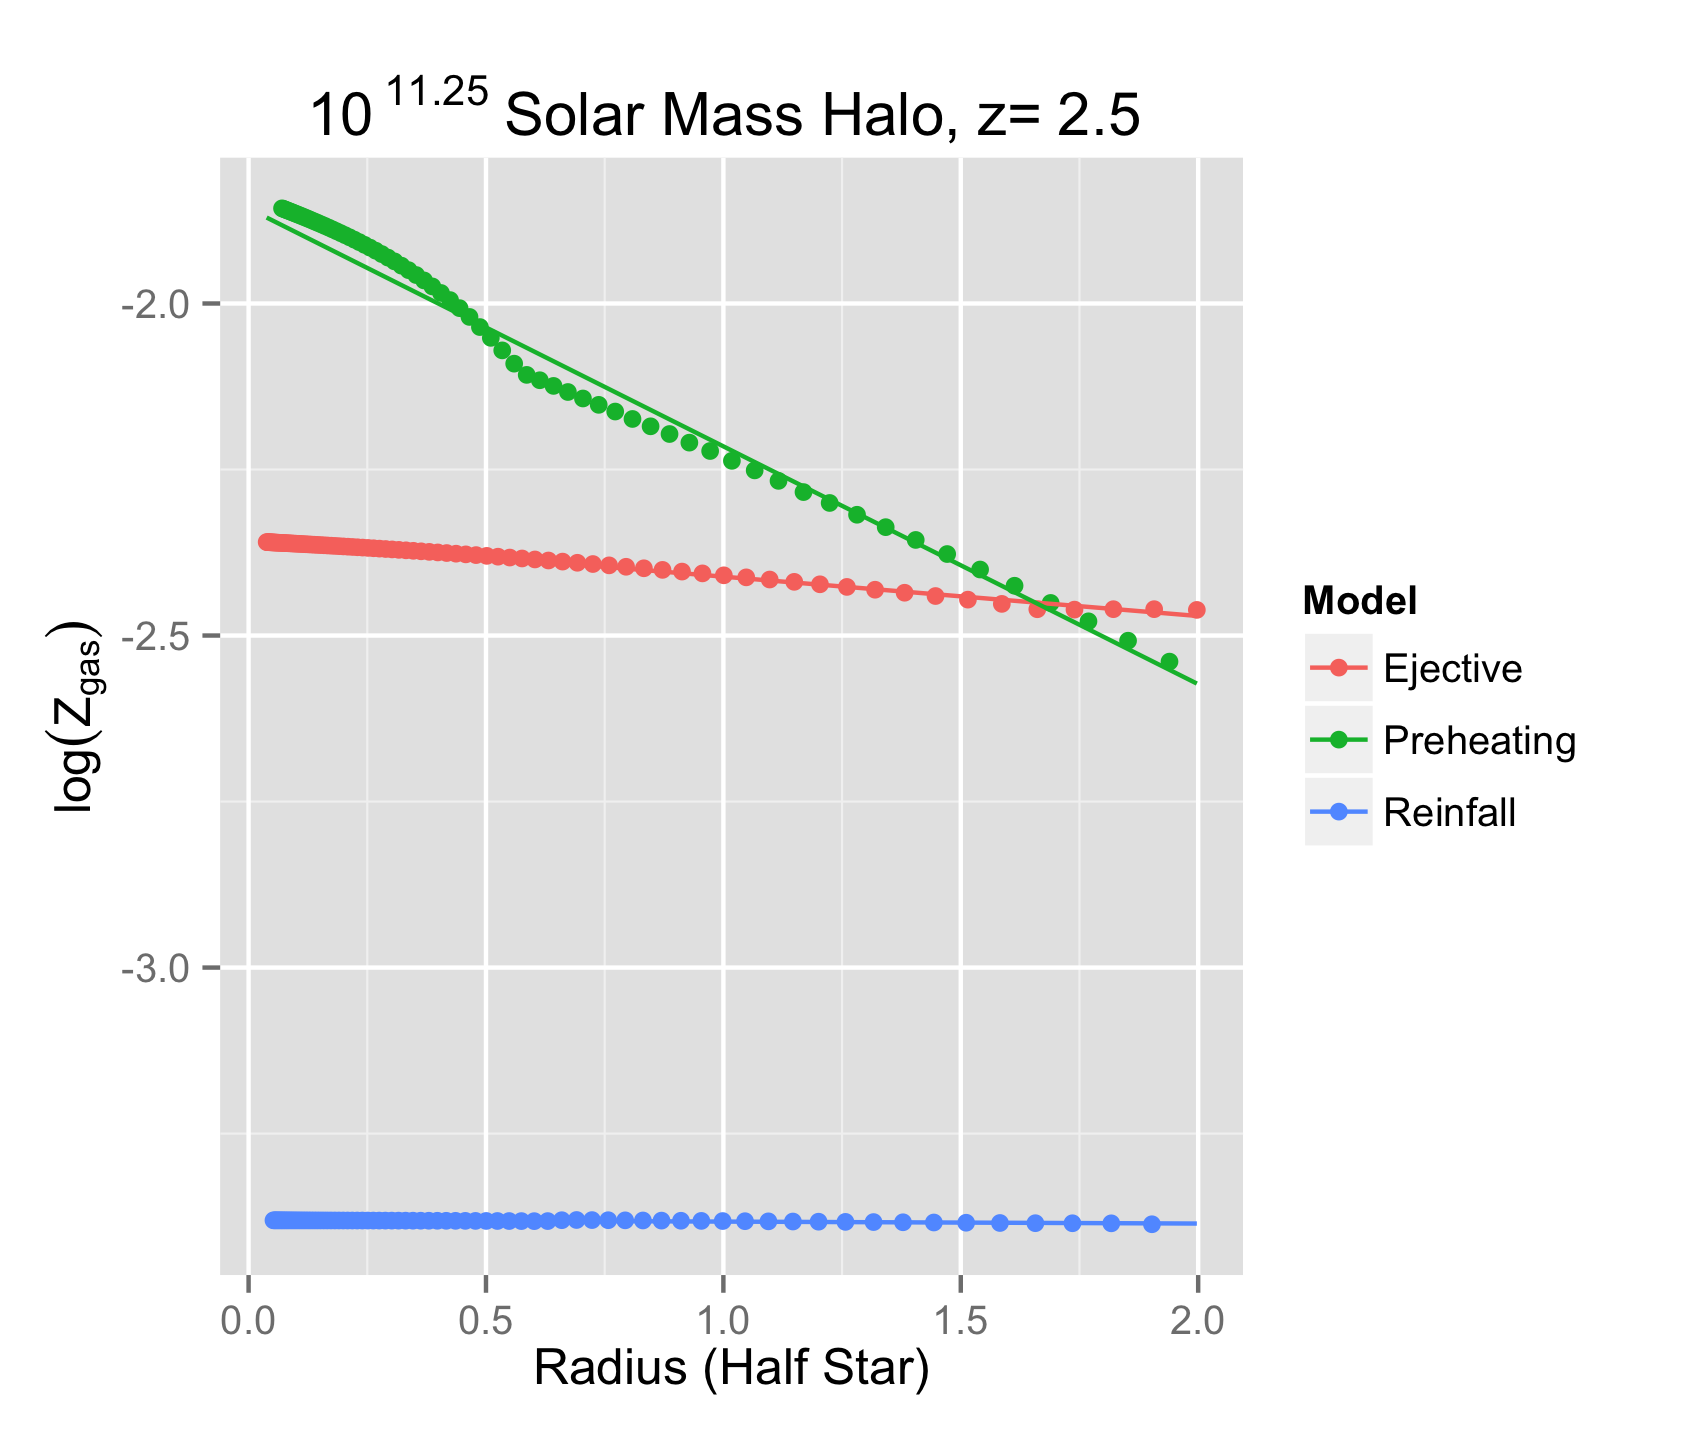 10 11.25 Solar Mass Halo, z= 2.5
-2.0
-2.5
-3.0
log(Zgas)
0.0 0.5 1.0 1.5 2.0
Radius (Half Star)
Model
Ejective
Preheating
Reinfall